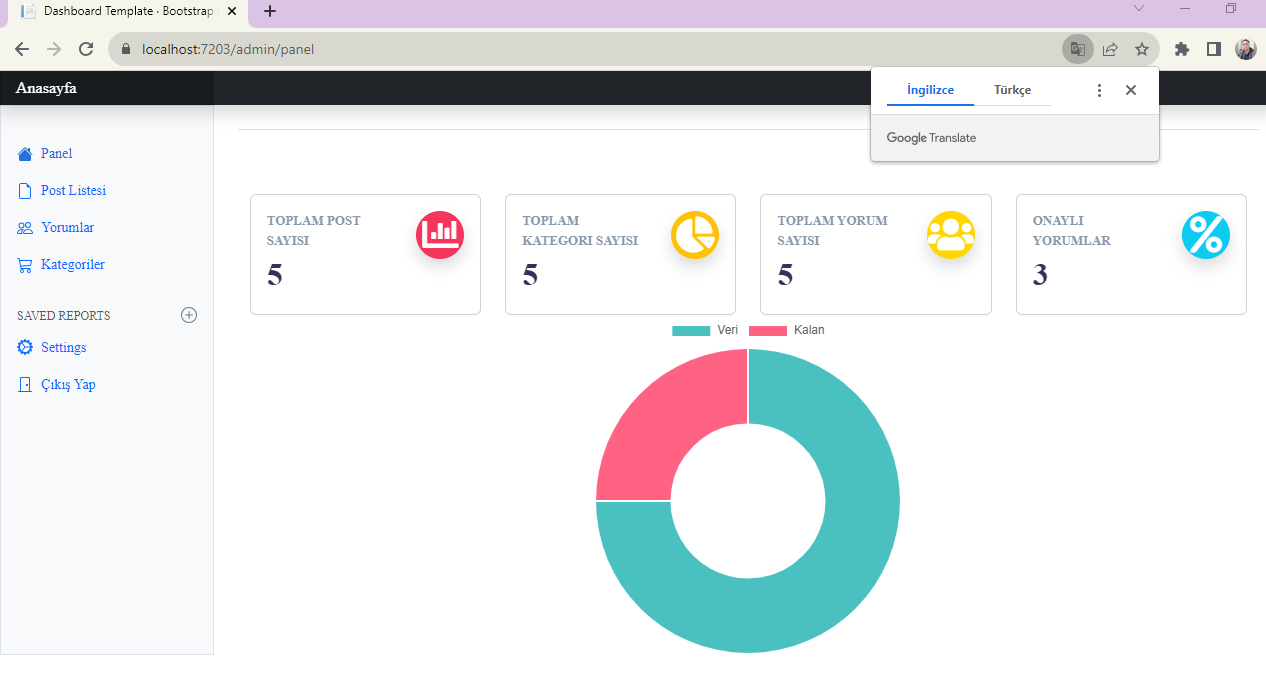 Dashboard Template · Bootstrap
localhost:7203/admin/panel
Anasayfa
İngilizce
Türkçe
Google Translate
Panel
Post Listesi
Yorumlar
Kategoriler
SAVED REPORTS
Settings
Çıkış Yap
TOPLAM POST
SAYISI
5
TOPLAM
KATEGORI SAYISI
5
TOPLAM YORUM
SAYISI
5
ONAYLI
YORUMLAR
3
Veri
Kalan